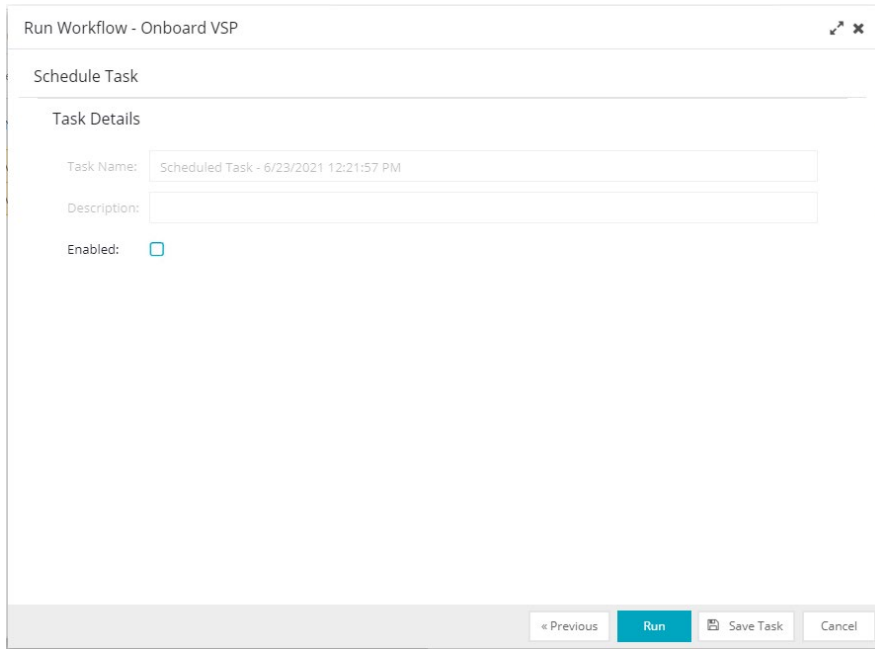 Run Workflow - Onboard VSP
Schedule Task
Task Details
Task Name: Scheduled Task - 6/23/2021 12:21:57 PM
Description:
Enabled:
« Previous Run Save Task Cancel